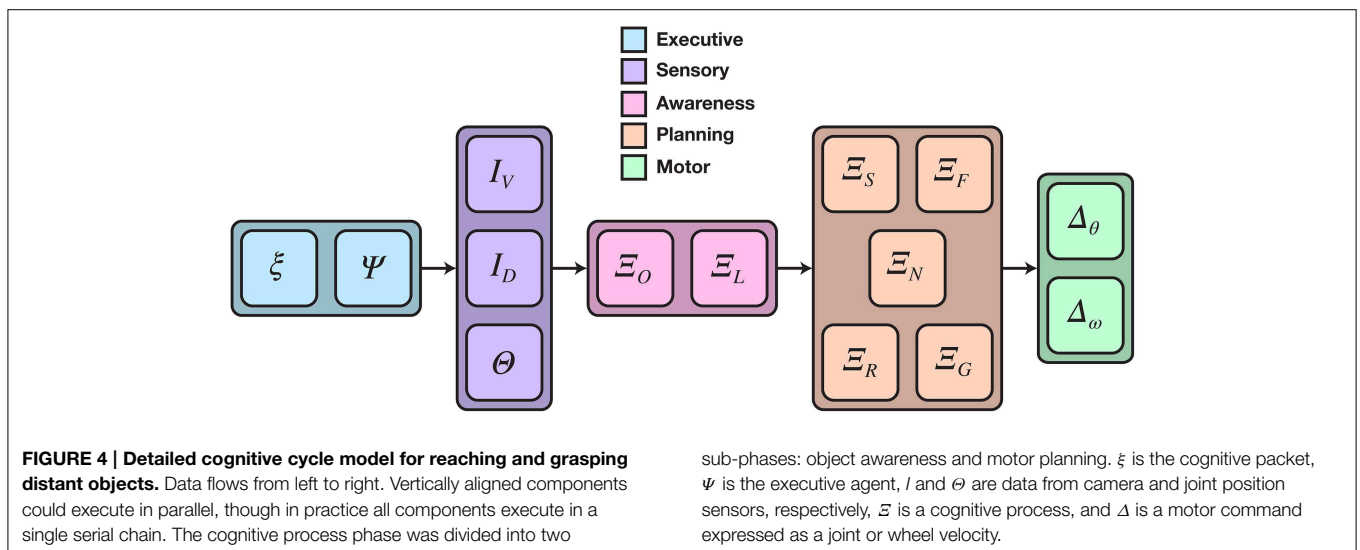 Executive
Sensory
Awareness
Planning
Motor
ξ Ψ
I_V
I_D
Θ
Ξ_O Ξ_L
Ξ_S Ξ_F
Ξ_N
Ξ_R Ξ_G
Δ_θ
Δ_ω
FIGURE 4 | Detailed cognitive cycle model for reaching and grasping
distant objects. Data flows from left to right. Vertically aligned components
could execute in parallel, though in practice all components execute in a
single serial chain. The cognitive process phase was divided into two
sub-phases: object awareness and motor planning. ξ is the cognitive packet,
Ψ is the executive agent, I and Θ are data from camera and joint position
sensors, respectively, Ξ is a cognitive process, and Δ is a motor command
expressed as a joint or wheel velocity.